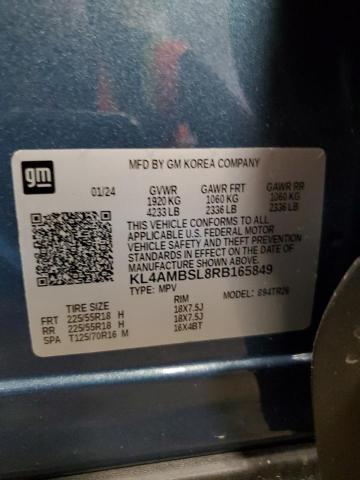 gm
MFD BY GM KOREA COMPANY
01/24 GVWR GAWR FRT GAWR RR
1920 KG 1060 KG 1060 KG
4233 LB 2336 LB 2336 LB
THIS VEHICLE CONFORMS TO ALL
APPLICABLE U.S. FEDERAL MOTOR
VEHICLE SAFETY AND THEFT PREVENTION
STANDARDS IN EFFECT ON THE DATE OF
MANUFACTURE SHOWN ABOVE.
KL4AMBSL8RB165849
TYPE: MPV MODEL:
TIRE SIZE RIM
FRT 225/55R18 H 18X7.5J
RR 225/55R18 H 18X7.5J
SPA T125/70R16 M 16X4BT